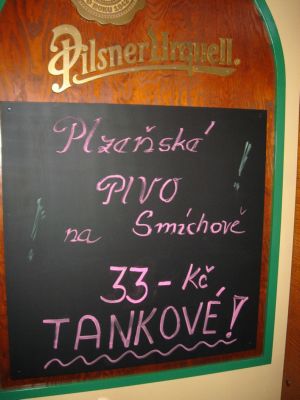 Pilsner Urquell.
Plzeňská
PIVO
na Smíchově
33- Kč
TANKOVÉ!